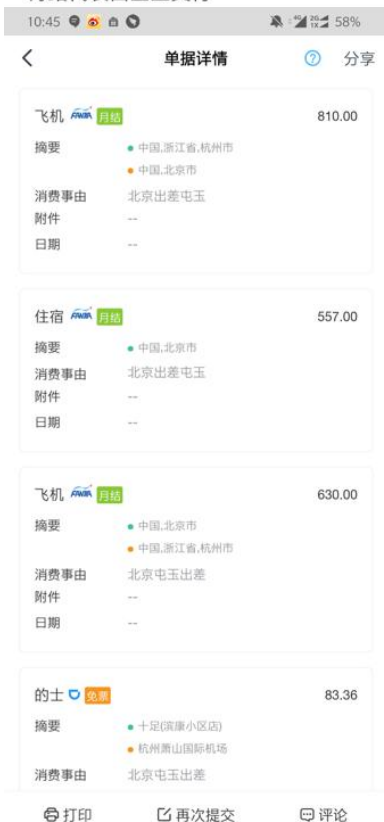 10:45 58%
单据详情 分享
飞机 月结 810.00
摘要 中国,浙江省,杭州市
中国,北京市
消费事由 北京出差屯玉
附件 --
日期 --
住宿 月结 557.00
摘要 中国,北京市
消费事由 北京出差屯玉
附件 --
日期 --
飞机 月结 630.00
摘要 中国,北京市
中国,浙江省,杭州市
消费事由 北京屯玉出差
附件 --
日期 --
的士 免票 83.36
摘要 十足(滨康小区店)
杭州萧山国际机场
消费事由 北京屯玉出差
打印 再次提交 评论